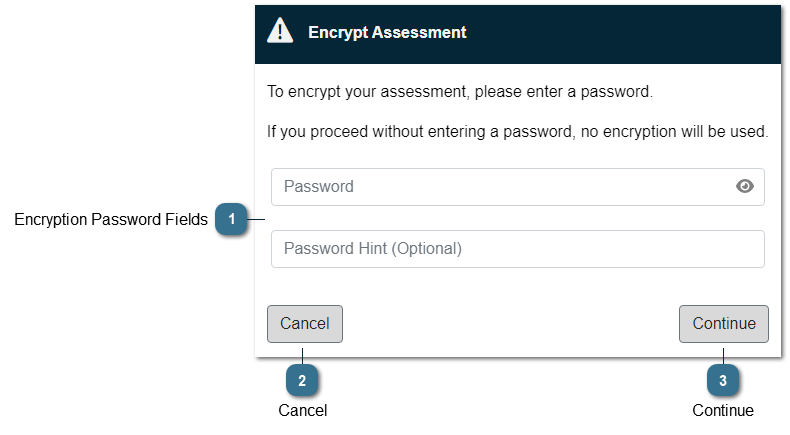 Encrypt Assessment
To encrypt your assessment, please enter a password.
If you proceed without entering a password, no encryption will be used.
Password
Encryption Password Fields 1
Password Hint (Optional)
Cancel Continue
2 3
Cancel Continue